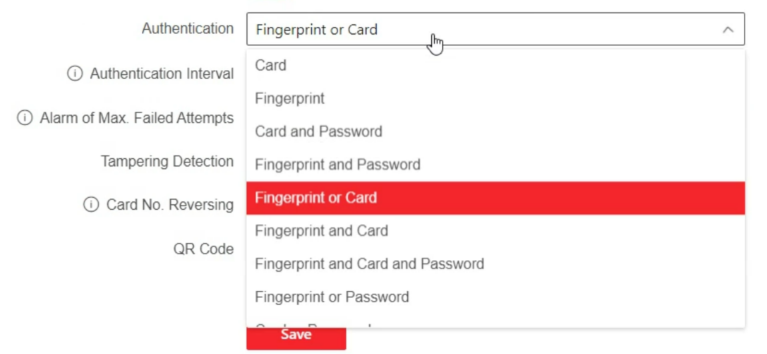 Authentication
Fingerprint or Card
Authentication Interval
Alarm of Max. Failed Attempts
Tampering Detection
Card No. Reversing
QR Code
Card
Fingerprint
Card and Password
Fingerprint and Password
Fingerprint or Card
Fingerprint and Card
Fingerprint and Card and Password
Fingerprint or Password
Save